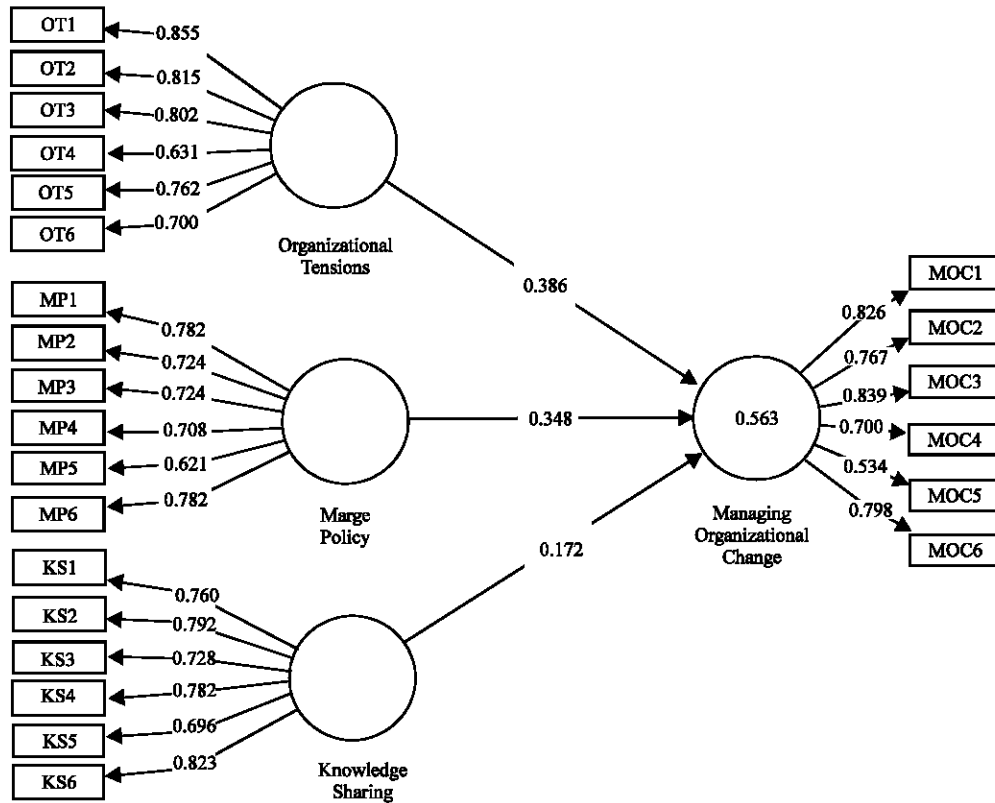 OT1
0.855
OT2
0.815
OT3
0.802
OT4
0.631
OT5
0.762
OT6
0.700
Organizational
Tensions
0.386
MP1
0.782
MP2
0.724
MP3
0.724
MP4
0.708
MP5
0.621
MP6
0.782
Marge
Policy
0.348
KS1
0.760
KS2
0.792
KS3
0.728
KS4
0.782
KS5
0.696
KS6
0.823
Knowledge
Sharing
0.172
0.563
Managing
Organizational
Change
MOC1
0.826
MOC2
0.767
MOC3
0.839
MOC4
0.700
MOC5
0.534
MOC6
0.798